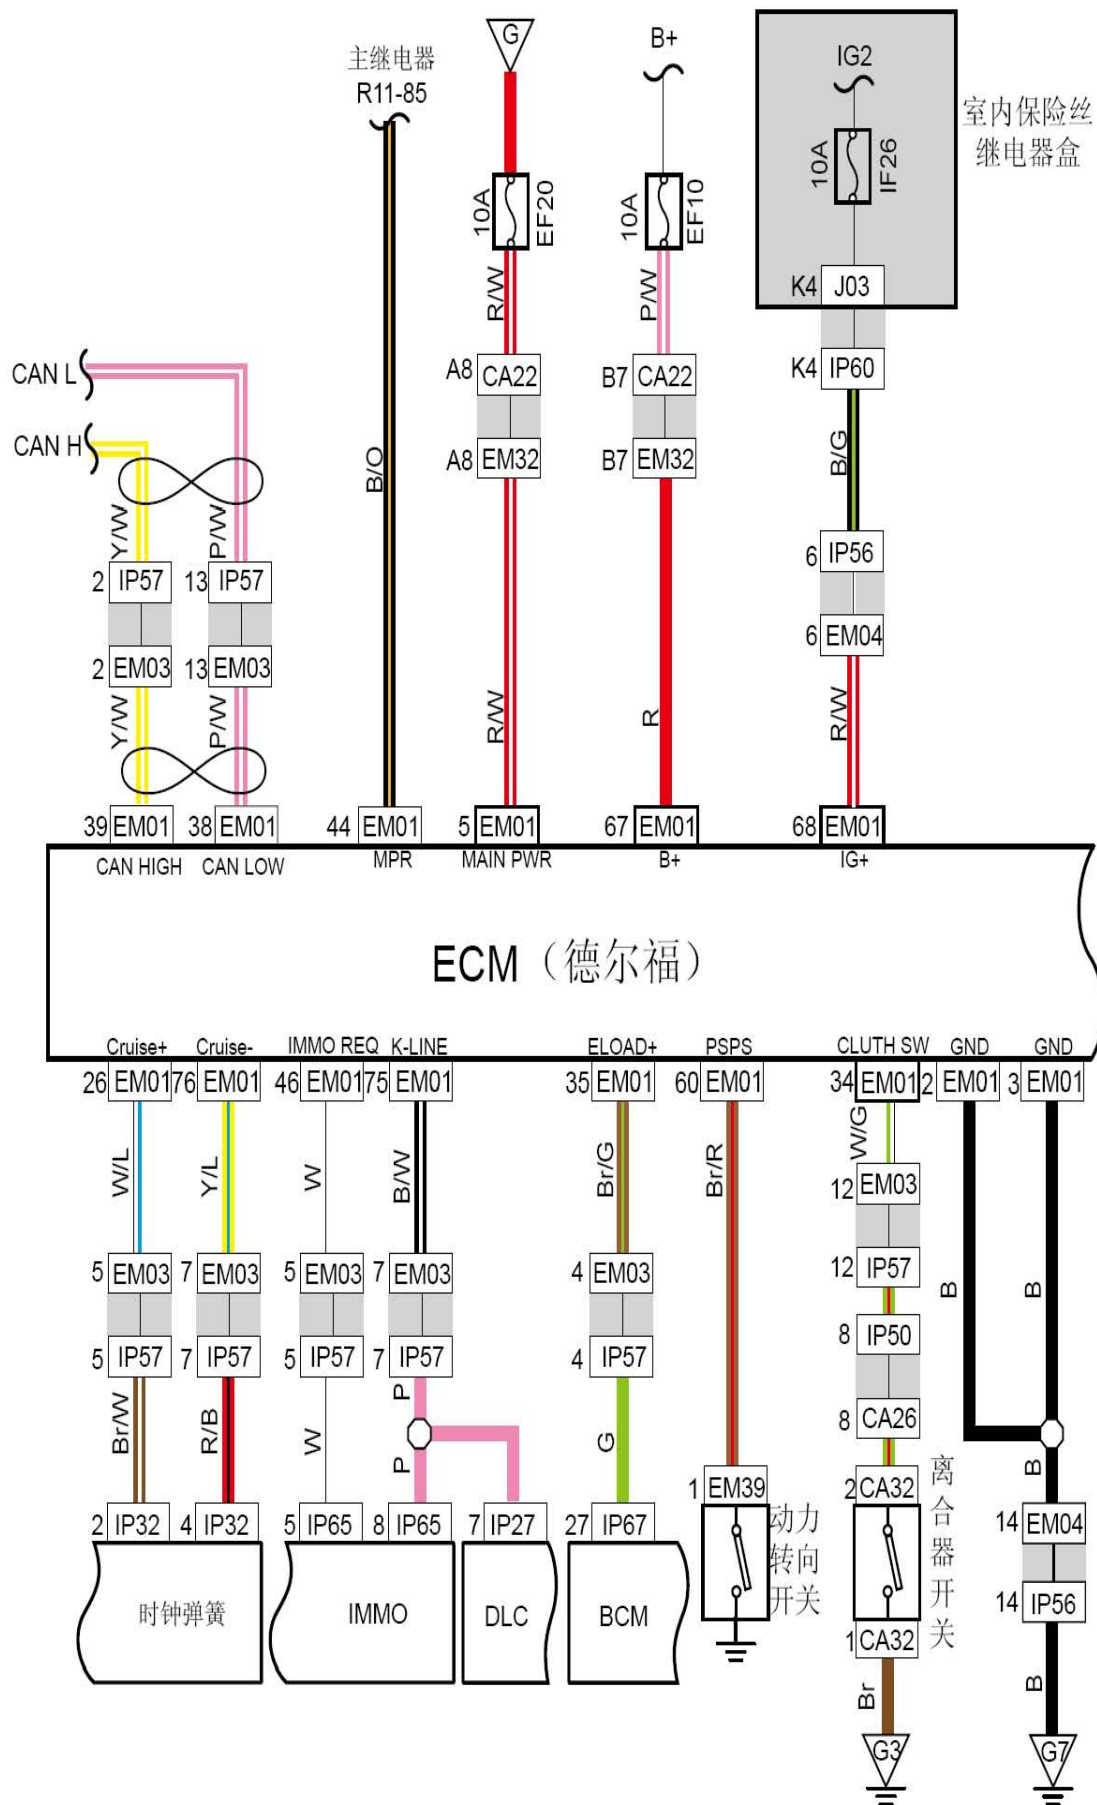 主继电器
R11-85
G
B+
IG2
室内保险丝
继电器盒
10A
EF20
10A
EF10
10A
IF26
R/W
P/W
K4 J03
CAN L
A8 CA22
B7 CA22
K4 IP60
CAN H
B/O
A8 EM32
B7 EM32
B/G
Y/W
P/W
2 IP57
13 IP57
6 IP56
2 EM03
13 EM03
6 EM04
Y/W
P/W
R/W
R
R/W
39 EM01
38 EM01
44 EM01
5 EM01
67 EM01
68 EM01
CAN HIGH
CAN LOW
MPR
MAIN PWR
B+
IG+
ECM（德尔福）
Cruise+
Cruise-
IMMO REQ
K-LINE
ELOAD+
PSPS
CLUTH SW
GND
GND
26 EM01
76 EM01
46 EM01
75 EM01
35 EM01
60 EM01
34 EM01
2 EM01
3 EM01
W/L
Y/L
W
B/W
Br/G
Br/R
W/G
12 EM03
5 EM03
7 EM03
5 EM03
7 EM03
4 EM03
12 IP57
B
B
8 IP50
5 IP57
7 IP57
5 IP57
7 IP57
4 IP57
P
8 CA26
Br/W
R/B
W
P
G
B
1 EM39
2 CA32
离合器开关
2 IP32
4 IP32
5 IP65
8 IP65
7 IP27
27 IP67
动力
转向
开关
14 EM04
时钟弹簧
IMMO
DLC
BCM
14 IP56
1 CA32
Br
B
G3
G7